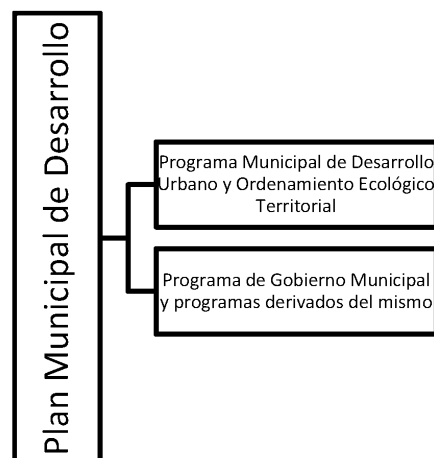 Plan Municipal de Desarrollo
Programa Municipal de Desarrollo
Urbano y Ordenamiento Ecológico
Territorial
Programa de Gobierno Municipal
y programas derivados del mismo